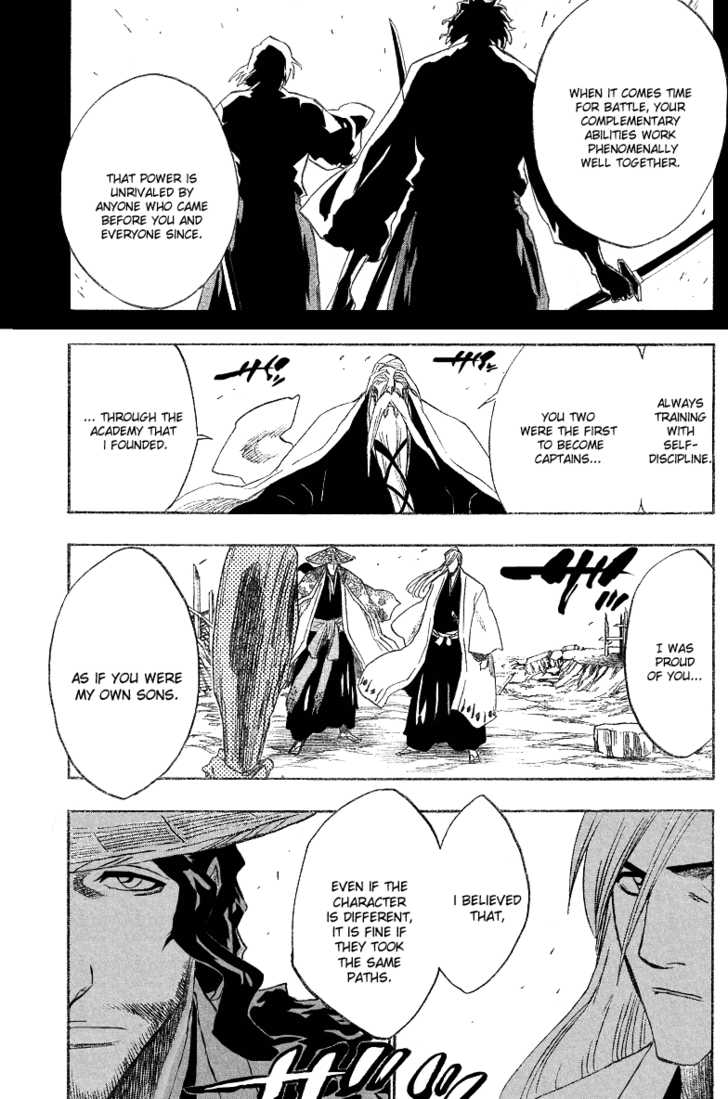 WHEN IT COMES TIME
FOR BATTLE, YOUR
COMPLEMENTARY
ABILITIES WORK
PHENOMENALLY
WELL TOGETHER.
THAT POWER IS
UNRIVALED BY
ANYONE WHO CAME
BEFORE YOU AND
EVERYONE SINCE.
ALWAYS
TRAINING
WITH
SELF-
DISCIPLINE.
YOU TWO
WERE THE FIRST
TO BECOME
CAPTAINS...
... THROUGH THE
ACADEMY THAT
I FOUNDED.
I WAS
PROUD
OF YOU...
AS IF YOU WERE
MY OWN SONS.
I BELIEVED
THAT,
EVEN IF THE
CHARACTER
IS DIFFERENT,
IT IS FINE IF
THEY TOOK
THE SAME
PATHS.